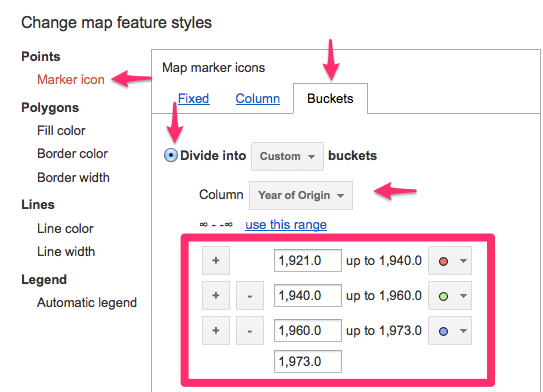 Change map feature styles
Points
Marker icon
Polygons
Fill color
Border color
Border width
Lines
Line color
Line width
Legend
Automatic legend
Map marker icons
Fixed Column Buckets
Divide into Custom buckets
Column Year of Origin
∞ - -∞ use this range
+ 1,921.0 up to 1,940.0
+ - 1,940.0 up to 1,960.0
+ - 1,960.0 up to 1,973.0
1,973.0